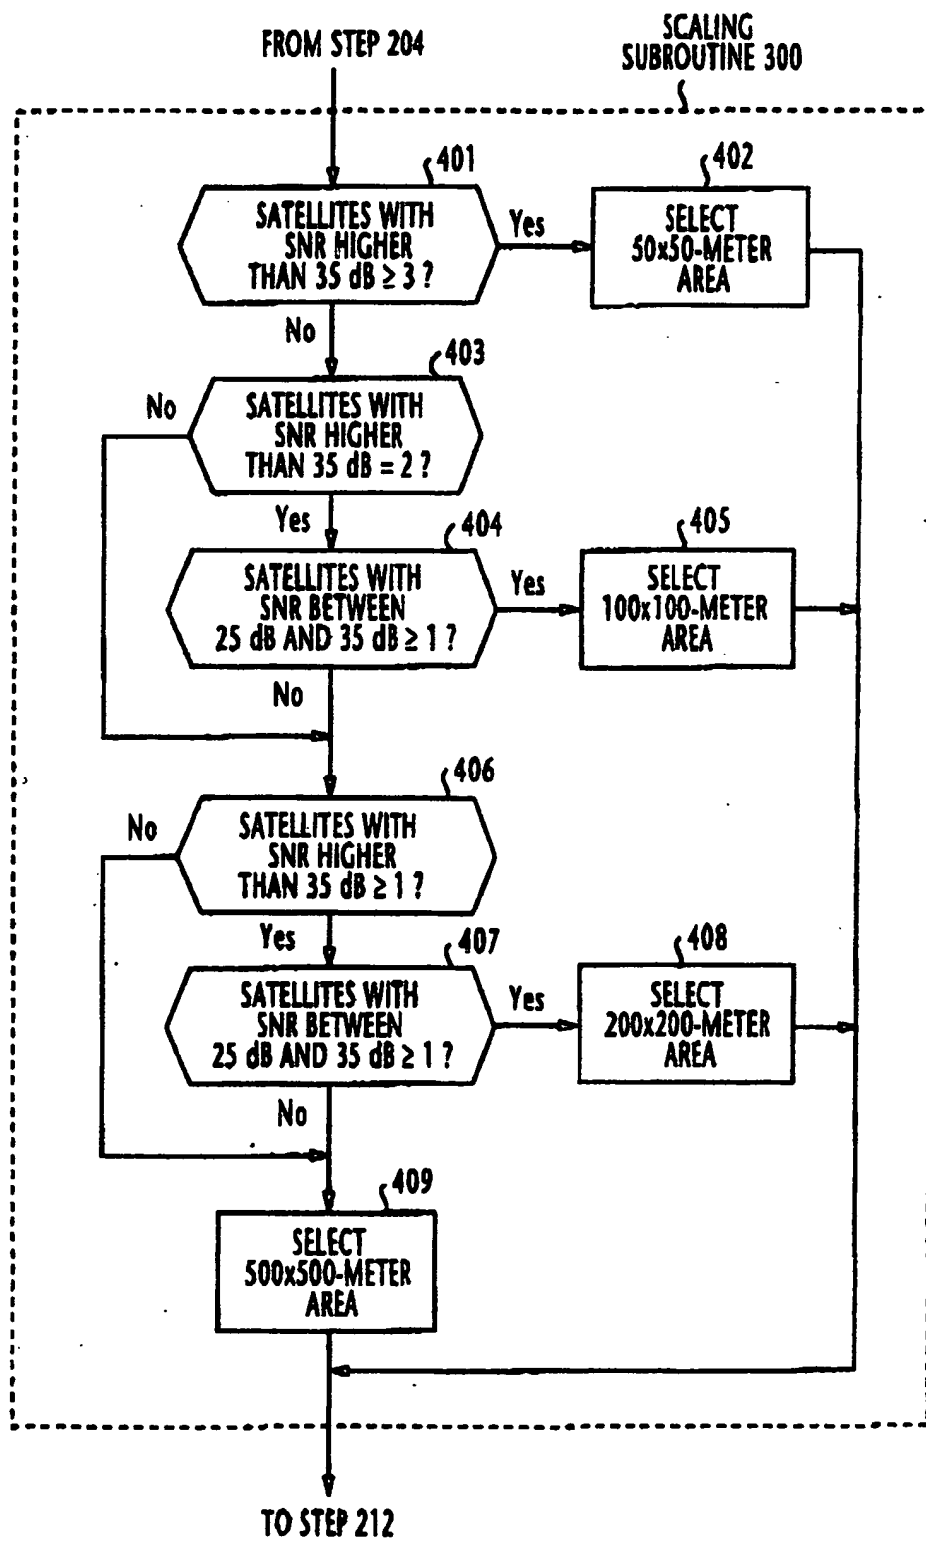 FROM STEP 204
SCALING
SUBROUTINE 300
401
SATELLITES WITH
SNR HIGHER
THAN 35 dB ≥ 3 ?
Yes
402
SELECT
50x50-METER
AREA
No
403
SATELLITES WITH
SNR HIGHER
THAN 35 dB = 2 ?
No
Yes
404
SATELLITES WITH
SNR BETWEEN
25 dB AND 35 dB ≥ 1 ?
Yes
405
SELECT
100x100-METER
AREA
No
406
SATELLITES WITH
SNR HIGHER
THAN 35 dB ≥ 1 ?
No
Yes
407
SATELLITES WITH
SNR BETWEEN
25 dB AND 35 dB ≥ 1 ?
Yes
408
SELECT
200x200-METER
AREA
No
409
SELECT
500x500-METER
AREA
TO STEP 212